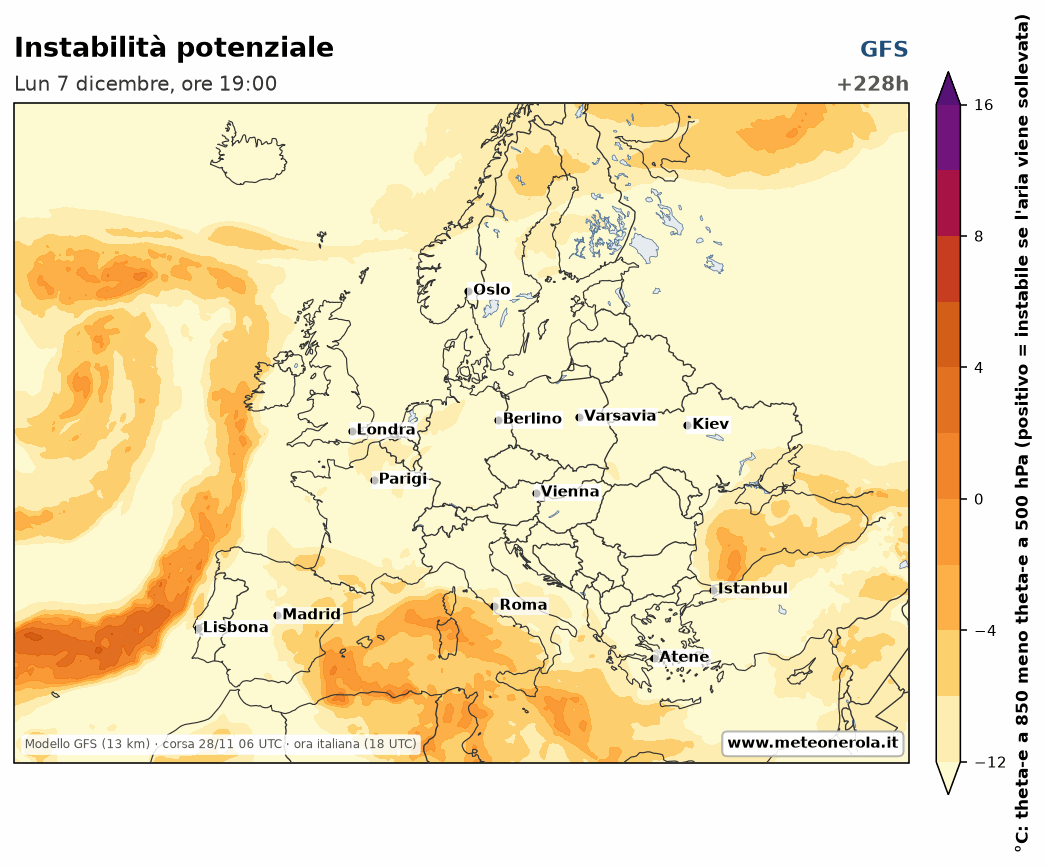 Instabilità potenziale
GFS
Lun 7 dicembre, ore 19:00
+228h
Oslo
Londra
Berlino
Varsavia
Kiev
Parigi
Vienna
Istanbul
Roma
Madrid
Lisbona
Atene
Modello GFS (13 km) · corsa 28/11 06 UTC · ora italiana (18 UTC)
www.meteonerola.it
16
8
4
0
−4
−12
°C: theta-e a 850 meno theta-e a 500 hPa (positivo = instabile se l'aria viene sollevata)